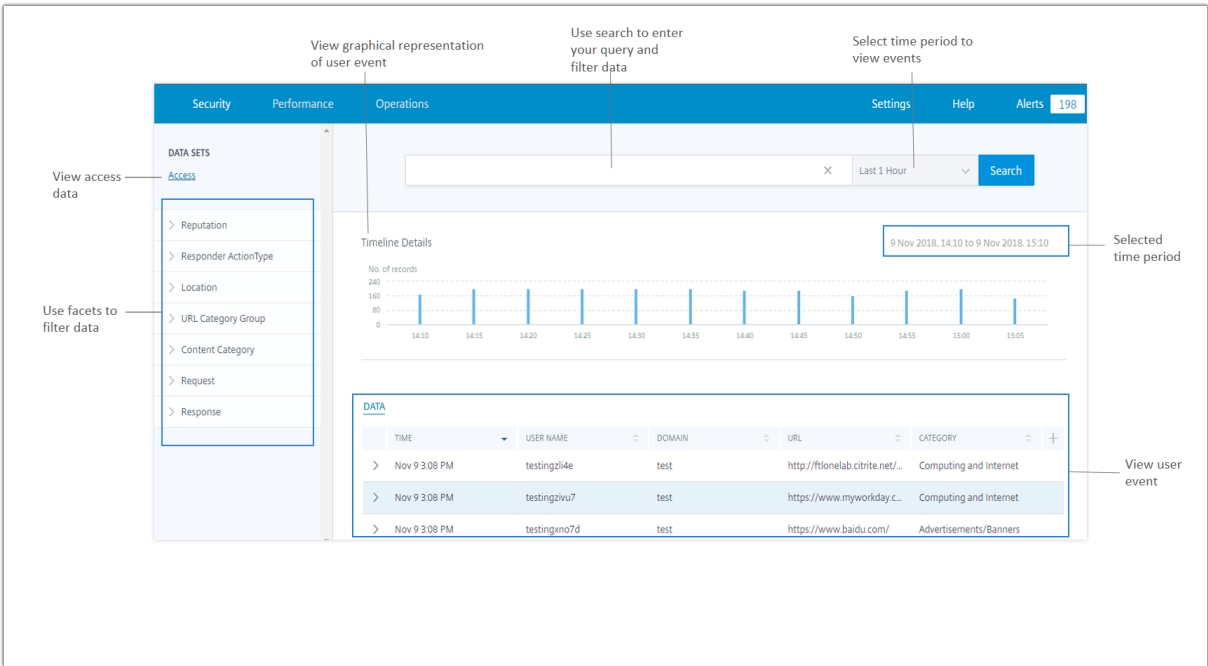 View graphical representation
of user event
Use search to enter
your query and
filter data
Select time period to
view events
Security Performance Operations Settings Help Alerts 198
DATA SETS
Access
View access
data
Last 1 Hour Search
Reputation
Responder ActionType
Location
URL Category Group
Content Category
Request
Response
Use facets to
filter data
Timeline Details
9 Nov 2018, 14:10 to 9 Nov 2018, 15:10
Selected
time period
No. of records
240
160
80
0
14:10 14:15 14:20 14:25 14:30 14:35 14:40 14:45 14:50 14:55 15:00 15:05
DATA
TIME USER NAME DOMAIN URL CATEGORY
Nov 9 3:08 PM testingzli4e test http://ftlonelab.citrite.net/... Computing and Internet
Nov 9 3:08 PM testingzivu7 test https://www.myworkday.c... Computing and Internet
Nov 9 3:08 PM testingxno7d test https://www.baidu.com/ Advertisements/Banners
View user
event